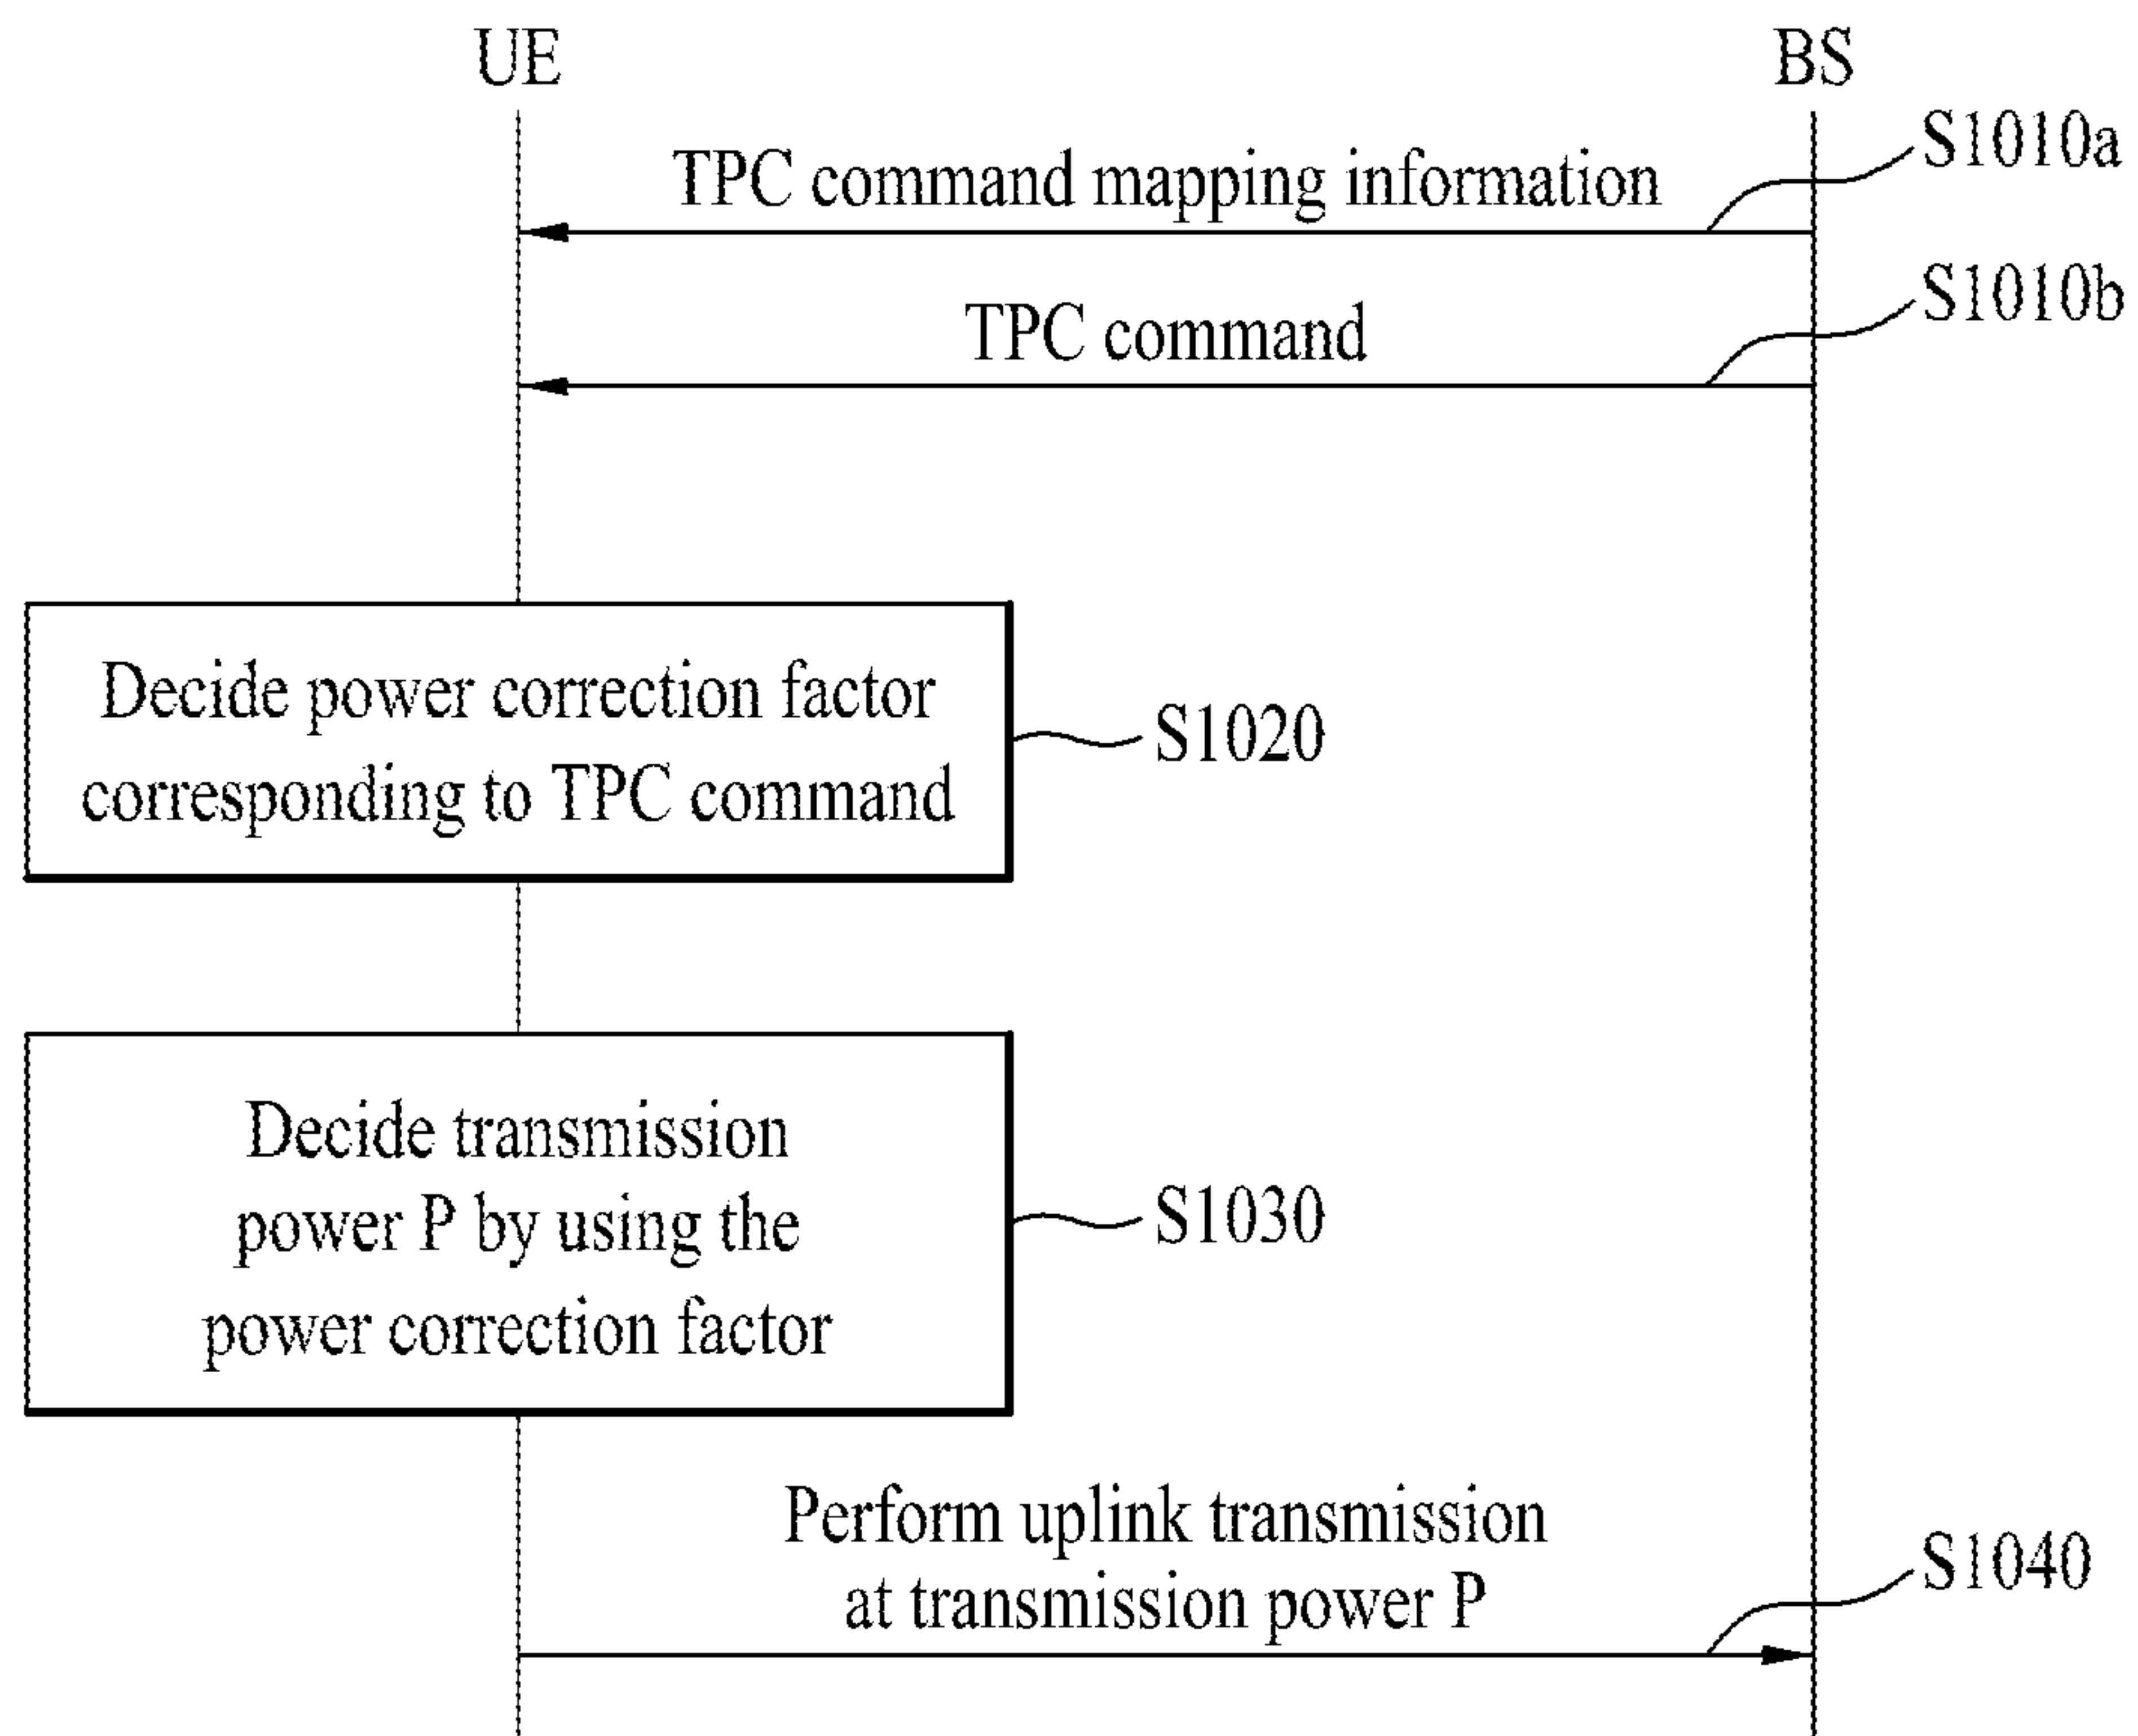 UE
BS
S1010a
TPC command mapping information
S1010b
TPC command
Decide power correction factor
corresponding to TPC command
S1020
Decide transmission
power P by using the
power correction factor
S1030
Perform uplink transmission
at transmission power P
S1040